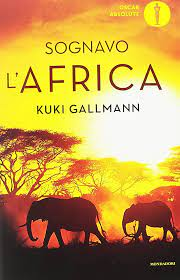 OSCAR
ABSOLUTE
SOGNAVO
L'AFRICA
KUKI GALLMANN
MONDADORI